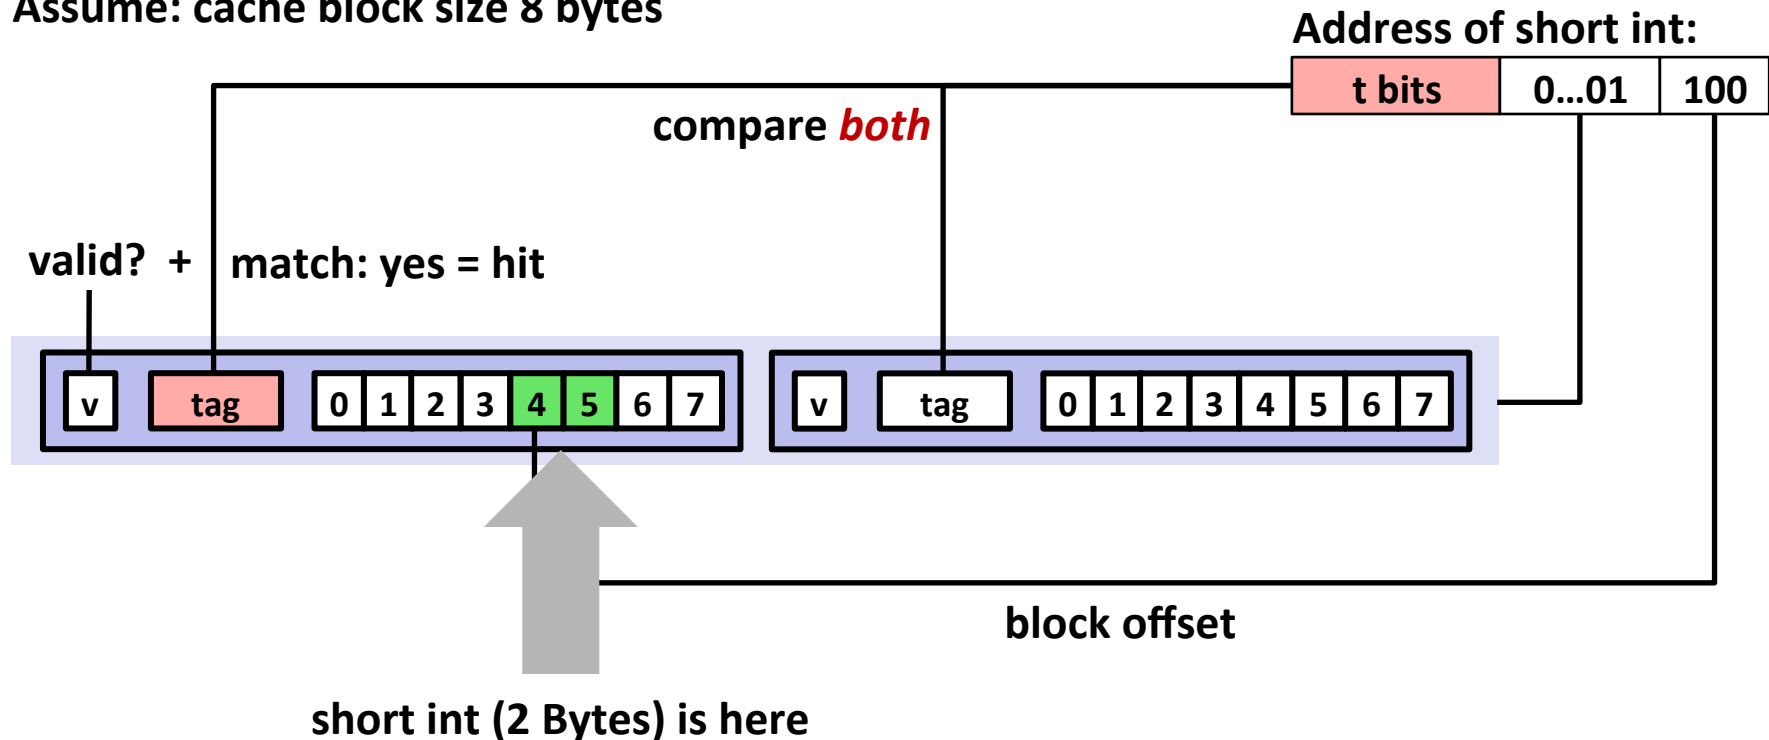 Assume: cache block size 8 bytes
Address of short int:
t bits 0...01 100
compare both
valid? + match: yes = hit
v tag 0 1 2 3 4 5 6 7 v tag 0 1 2 3 4 5 6 7
block offset
short int (2 Bytes) is here